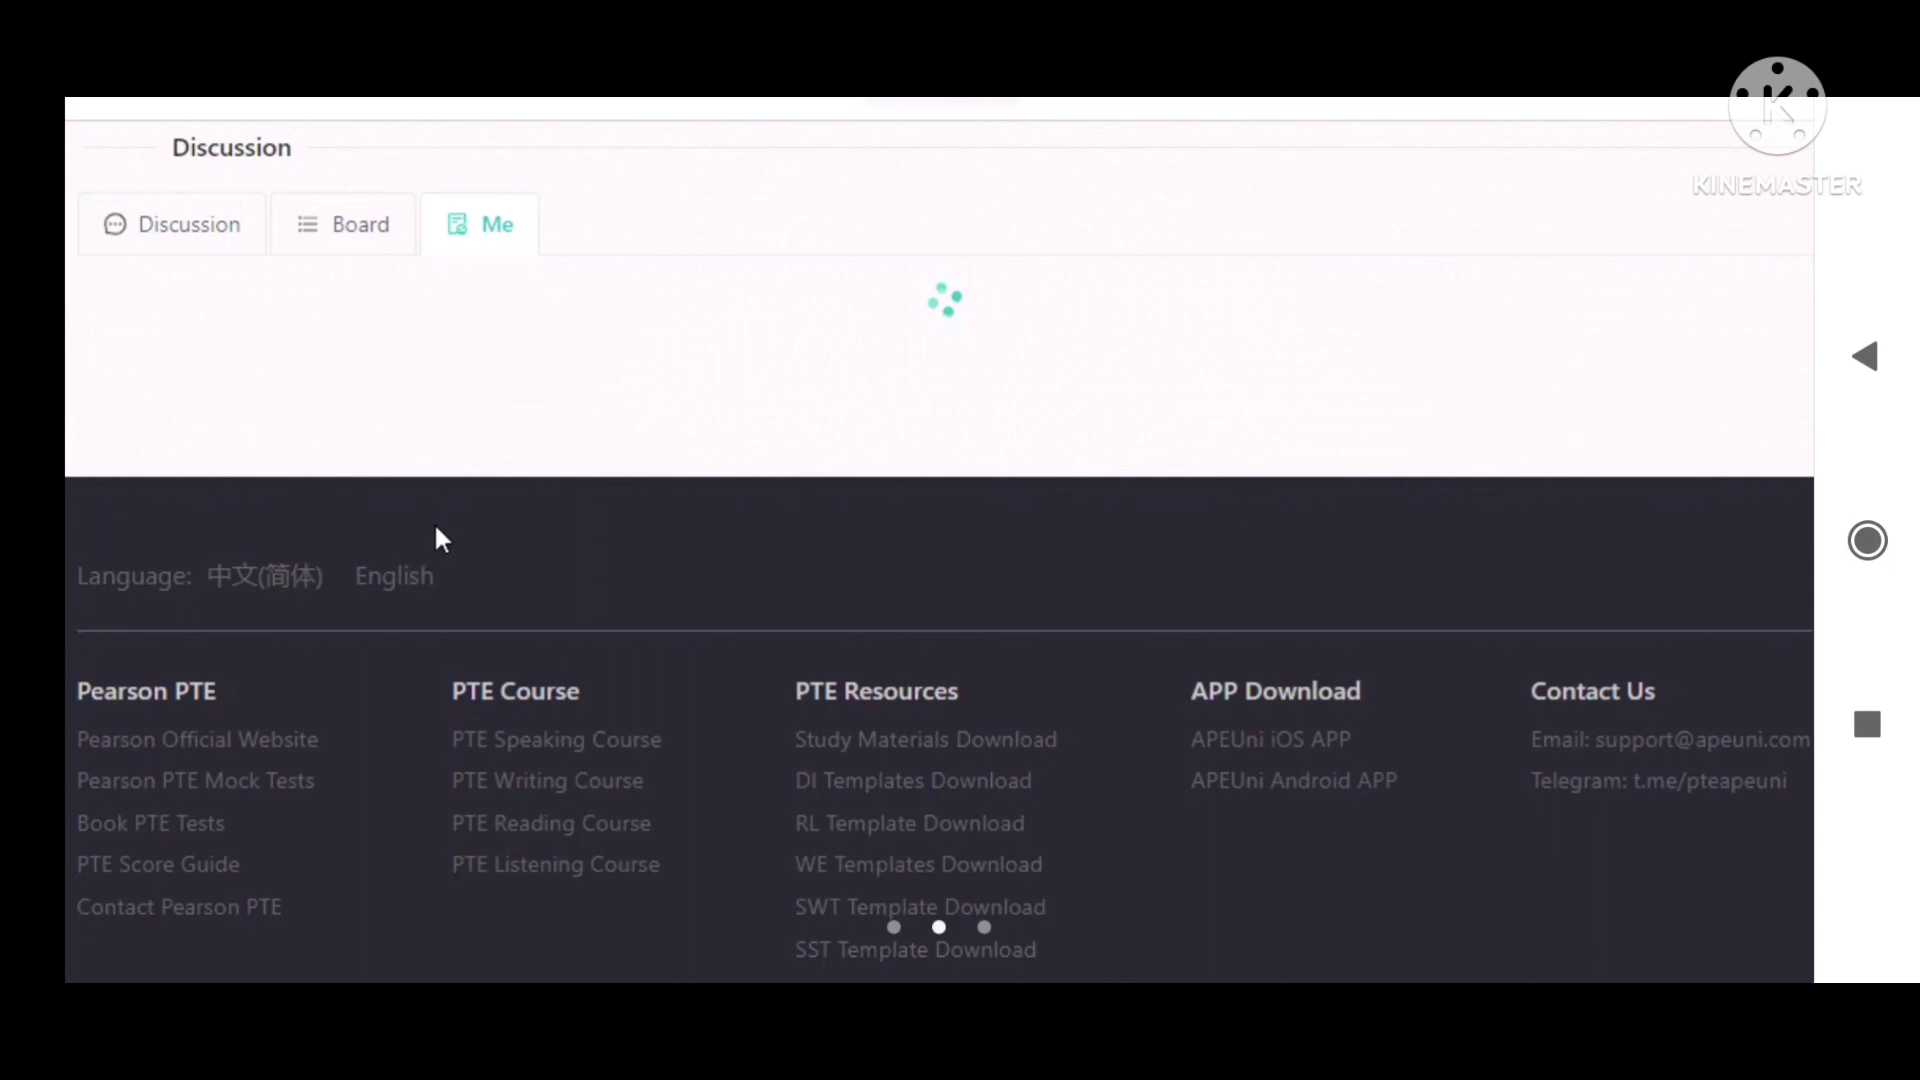 KINEMASTER
Discussion
Discussion
Board
Me
Language: 中文(简体) English
Pearson PTE
Pearson Official Website
Pearson PTE Mock Tests
Book PTE Tests
PTE Score Guide
Contact Pearson PTE
PTE Course
PTE Speaking Course
PTE Writing Course
PTE Reading Course
PTE Listening Course
PTE Resources
Study Materials Download
DI Templates Download
RL Template Download
WE Templates Download
SWT Template Download
SST Template Download
APP Download
APEUni iOS APP
APEUni Android APP
Contact Us
Email: support@apeuni.com
Telegram: t.me/pteapeuni